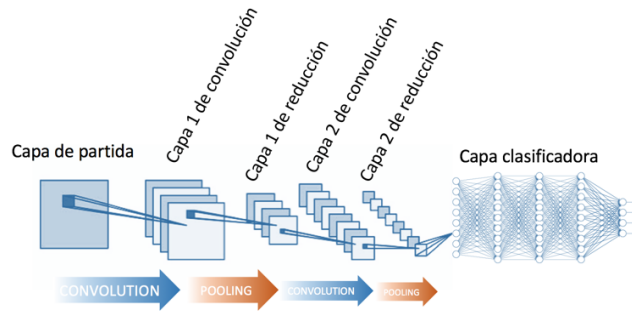 Capa de partida
Capa 1 de convolución
Capa 1 de reducción
Capa 2 de convolución
Capa 2 de reducción
Capa clasificadora
CONVOLUTION
POOLING
CONVOLUTION
POOLING